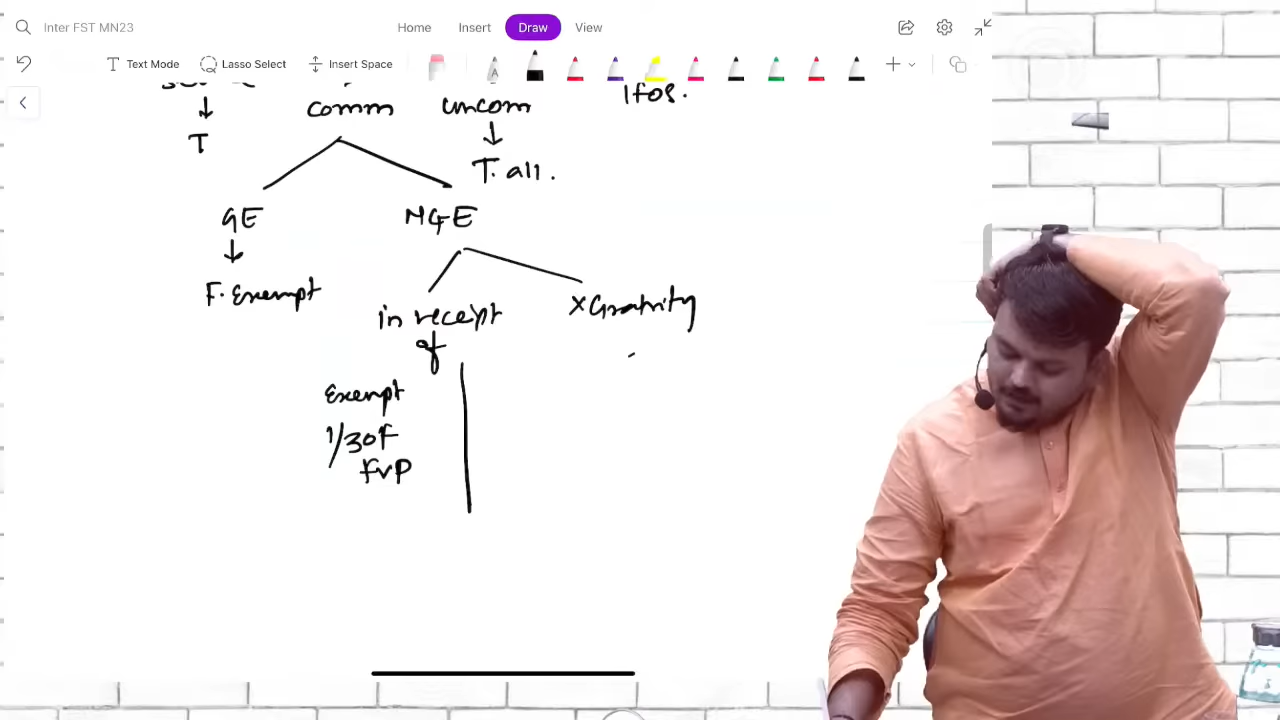 Inter FST MN23
Home Insert Draw View
Text Mode Lasso Select Insert Space
comm uncom Ifos.
T
T. all.
GE NGE
F. Exempt
in receipt of
X Gratuity
Exempt
1/3 OF
FVP